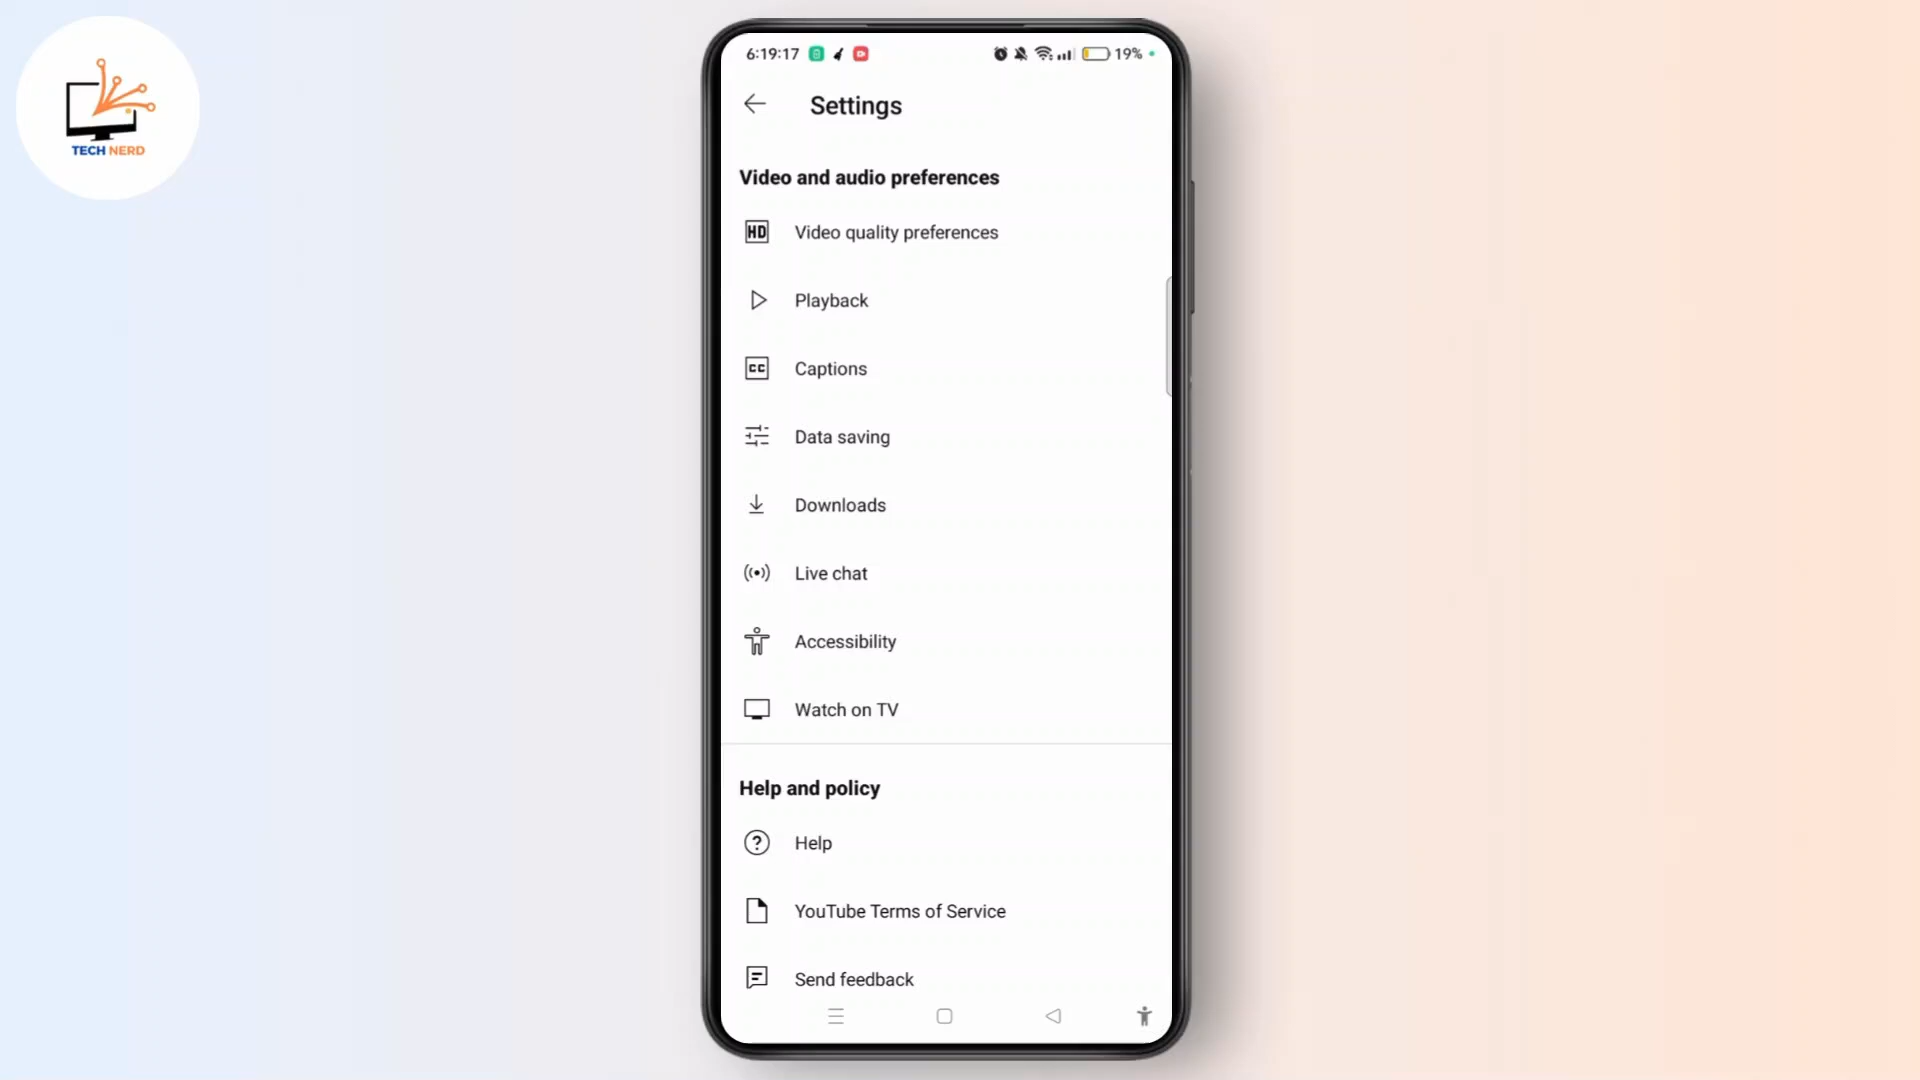 TECH NERD
6:19:17
19%
Settings
Video and audio preferences
HD Video quality preferences
Playback
CC Captions
Data saving
Downloads
Live chat
Accessibility
Watch on TV
Help and policy
? Help
YouTube Terms of Service
Send feedback